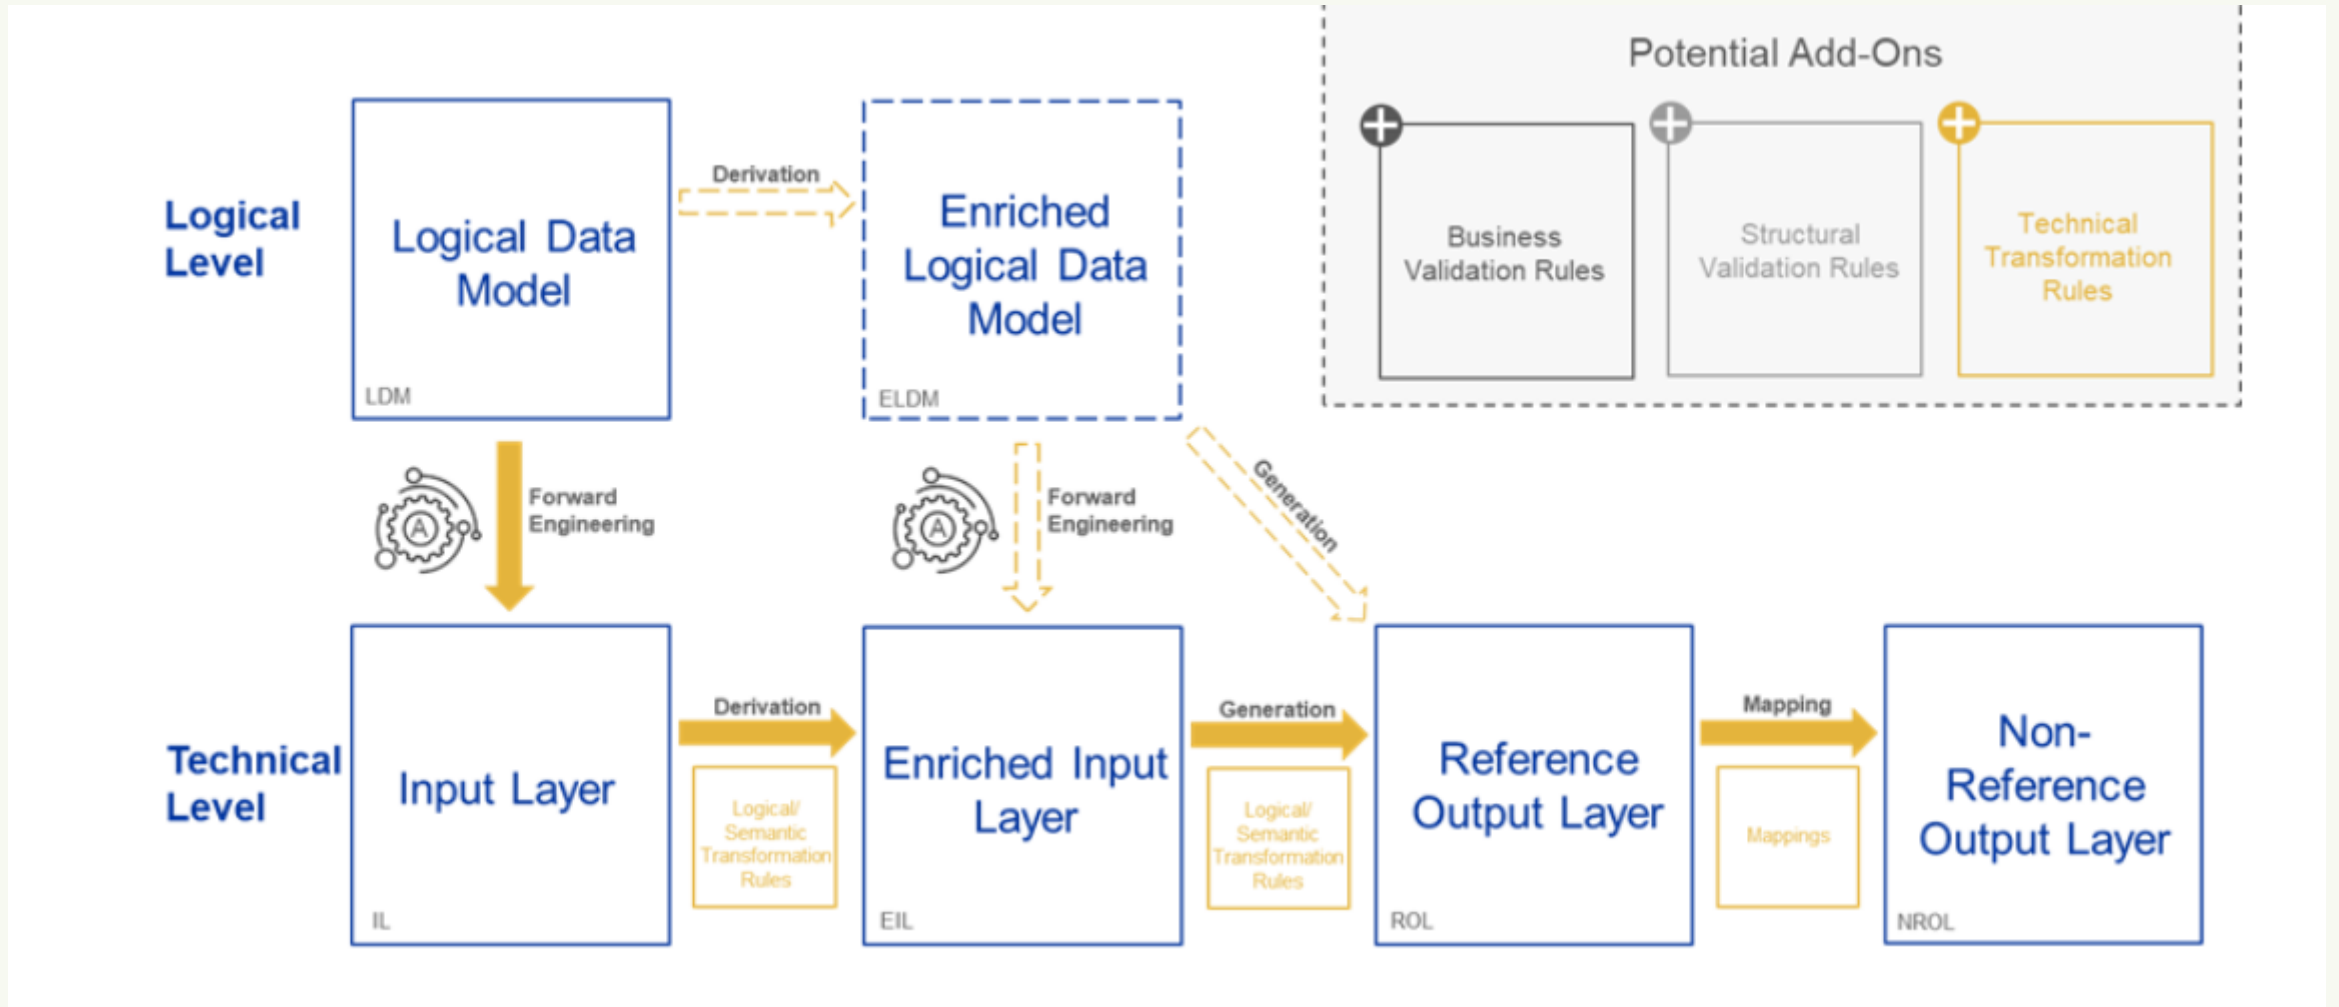 Potential Add-Ons
Business
Validation Rules
Structural
Validation Rules
Technical
Transformation
Rules
Logical
Level
Logical Data
Model
LDM
Derivation
Enriched
Logical Data
Model
ELDM
A
Forward
Engineering
A
Forward
Engineering
Generation
Technical
Level
Input Layer
IL
Derivation
Logical/
Semantic
Transformation
Rules
Enriched Input
Layer
EIL
Generation
Logical/
Semantic
Transformation
Rules
Reference
Output Layer
ROL
Mapping
Mappings
Non-
Reference
Output Layer
NROL